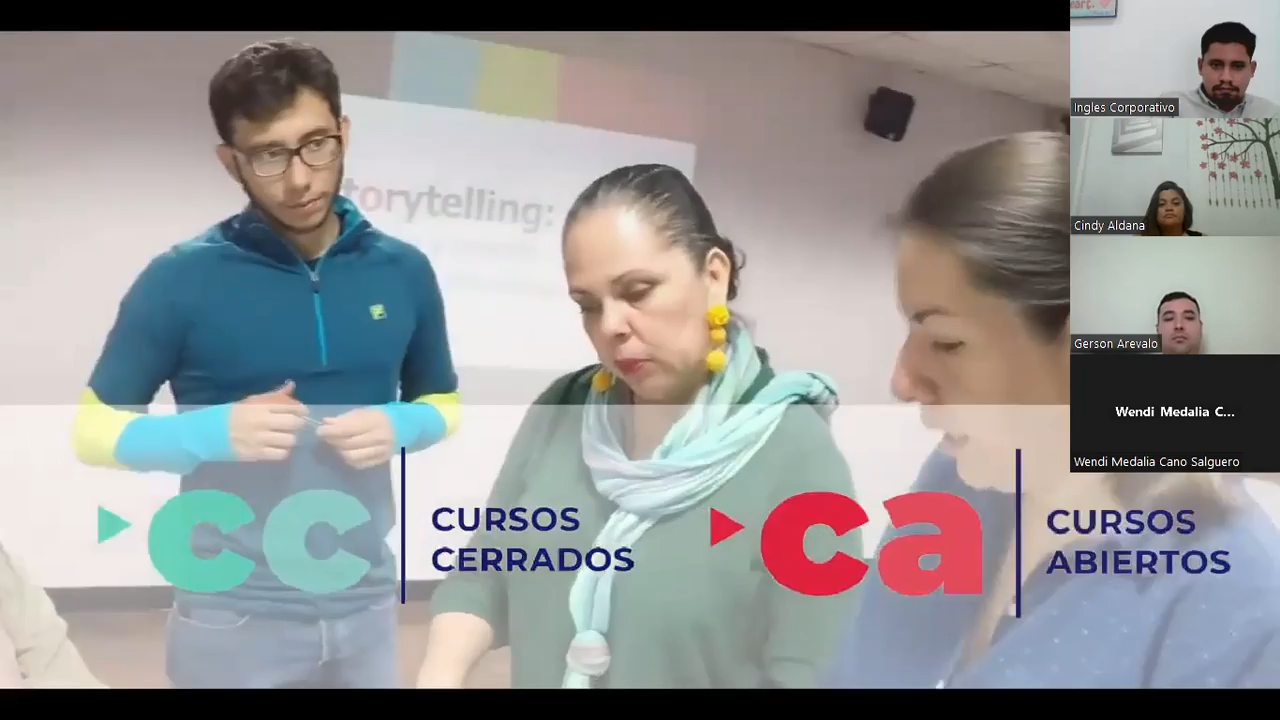 torytelling:
cc
CURSOS
CERRADOS
ca
CURSOS
ABIERTOS
eart.
Ingles Corporativo
Cindy Aldana
Gerson Arevalo
Wendi Medalia C...
Wendi Medalia Cano Salguero